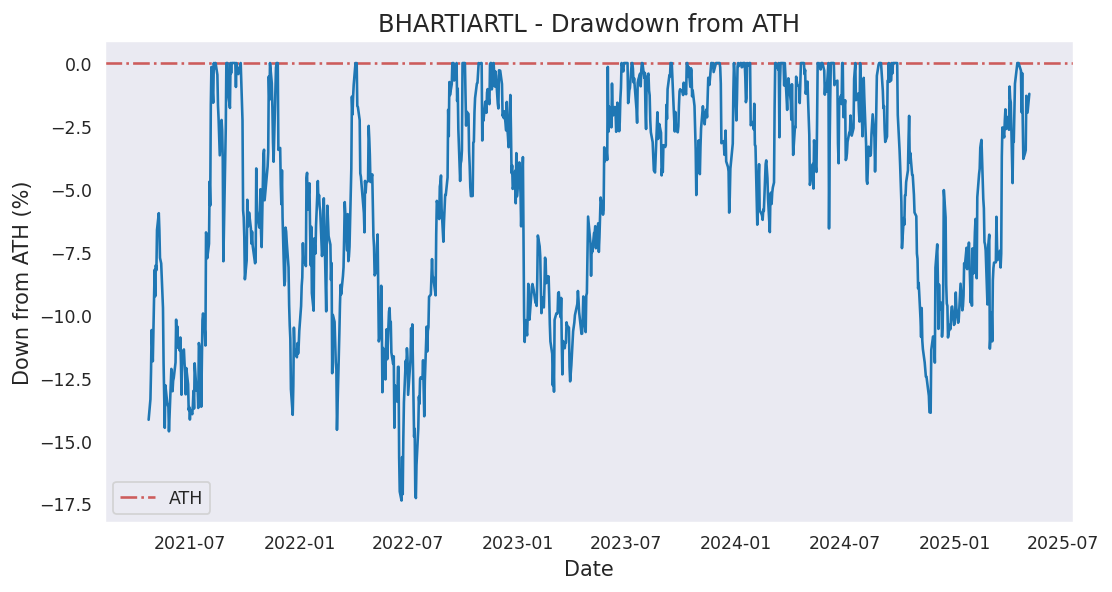 BHARTIARTL - Drawdown from ATH
Down from ATH (%)
0.0
−2.5
−5.0
−7.5
−10.0
−12.5
−15.0
−17.5
ATH
2021-07 2022-01 2022-07 2023-01 2023-07 2024-01 2024-07 2025-01 2025-07
Date